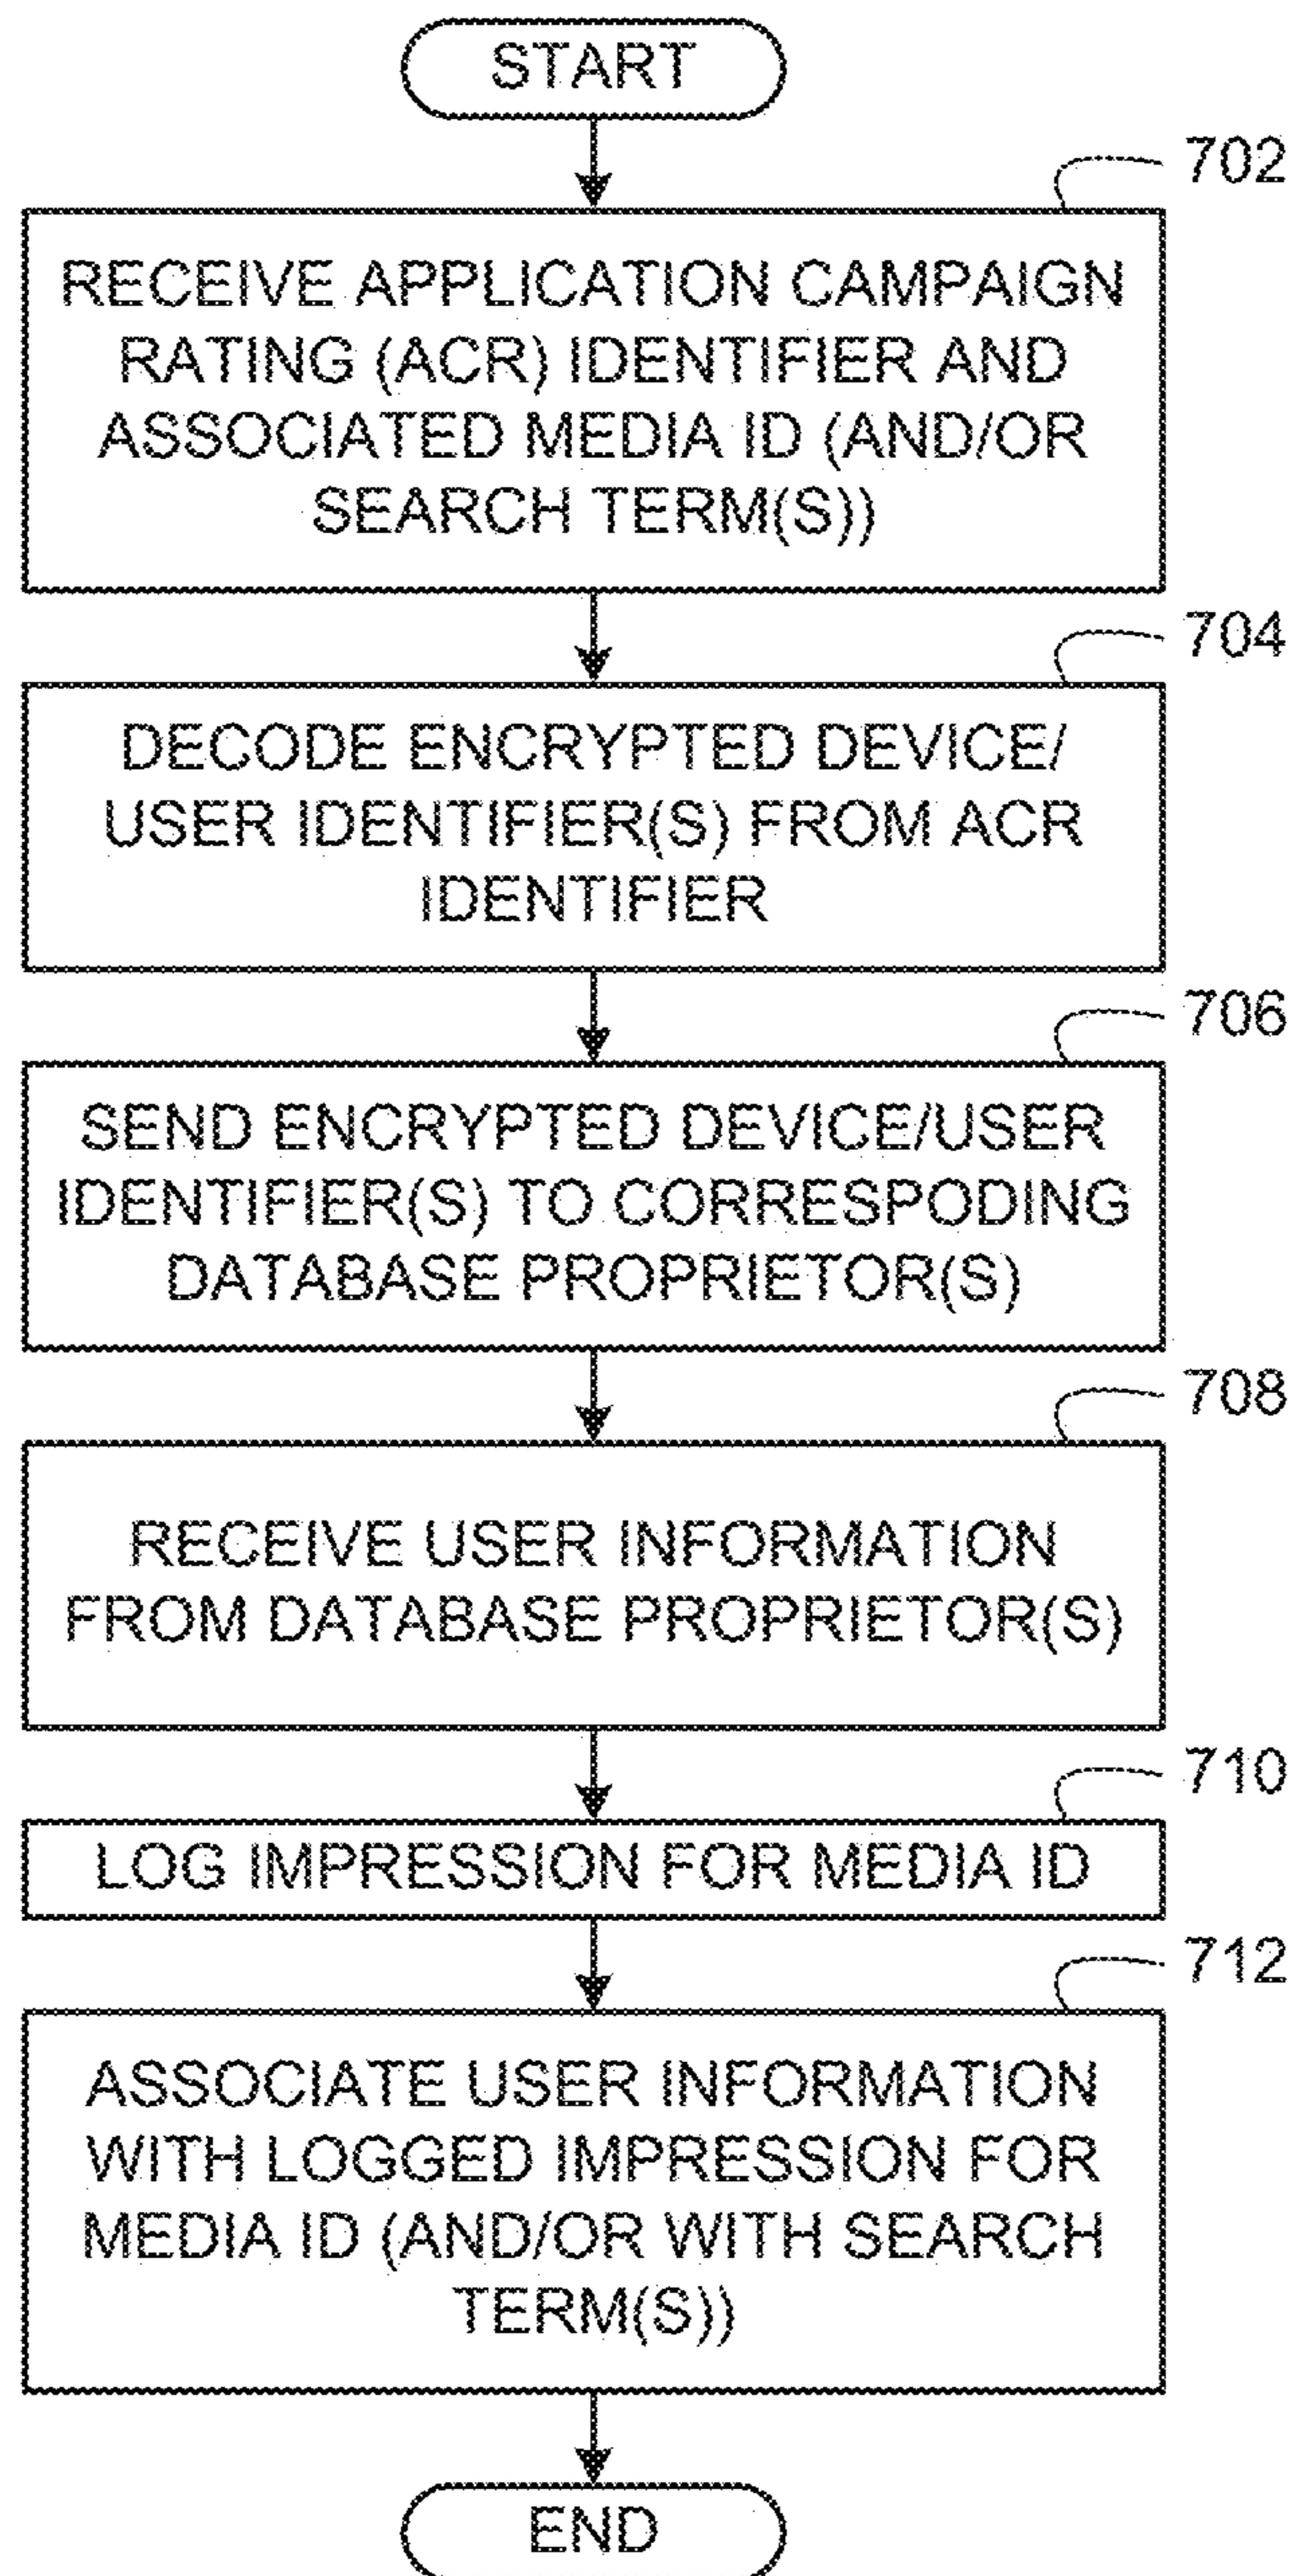 START
702
RECEIVE APPLICATION CAMPAIGN
RATING (ACR) IDENTIFIER AND
ASSOCIATED MEDIA ID (AND/OR
SEARCH TERM(S))
704
DECODE ENCRYPTED DEVICE/
USER IDENTIFIER(S) FROM ACR
IDENTIFIER
706
SEND ENCRYPTED DEVICE/USER
IDENTIFIER(S) TO CORRESPODING
DATABASE PROPRIETOR(S)
708
RECEIVE USER INFORMATION
FROM DATABASE PROPRIETOR(S)
710
LOG IMPRESSION FOR MEDIA ID
712
ASSOCIATE USER INFORMATION
WITH LOGGED IMPRESSION FOR
MEDIA ID (AND/OR WITH SEARCH
TERM(S))
END